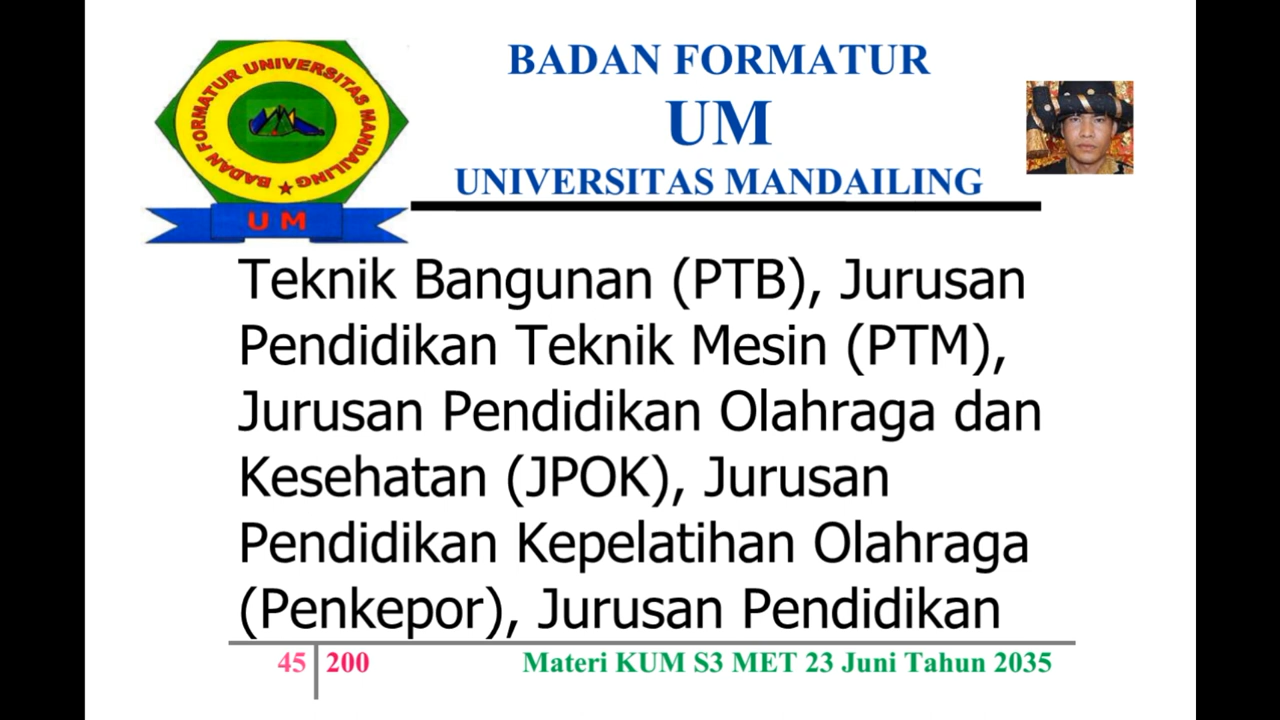 BADAN FORMATUR UNIVERSITAS MANDAILING
U M
BADAN FORMATUR
UM
UNIVERSITAS MANDAILING
Teknik Bangunan (PTB), Jurusan
Pendidikan Teknik Mesin (PTM),
Jurusan Pendidikan Olahraga dan
Kesehatan (JPOK), Jurusan
Pendidikan Kepelatihan Olahraga
(Penkepor), Jurusan Pendidikan
45 200 Materi KUM S3 MET 23 Juni Tahun 2035